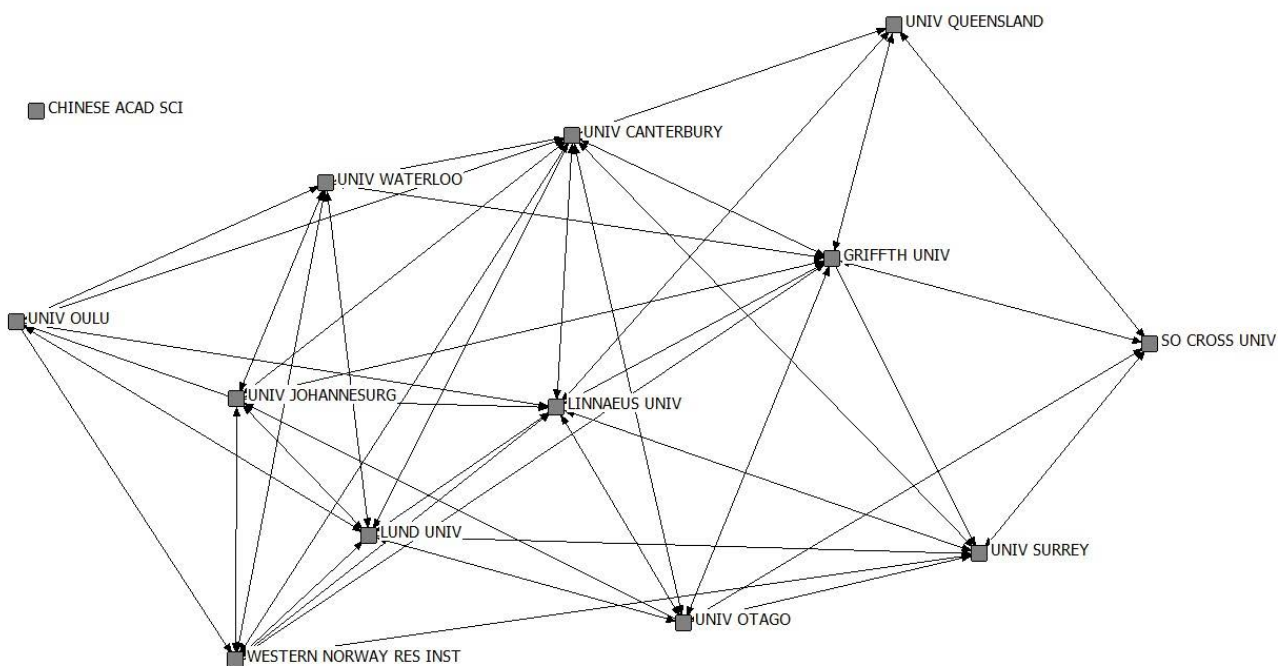 UNIV QUEENSLAND
CHINESE ACAD SCI
UNIV CANTERBURY
UNIV WATERLOO
GRIFFTH UNIV
UNIV OULU
SO CROSS UNIV
UNIV JOHANNESURG
LINNAEUS UNIV
LUND UNIV
UNIV SURREY
UNIV OTAGO
WESTERN NORWAY RES INST